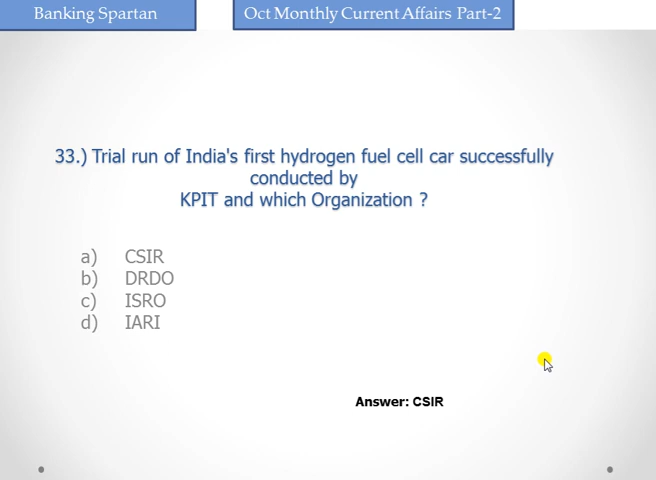 Banking Spartan
Oct Monthly Current Affairs Part-2
33.) Trial run of India's first hydrogen fuel cell car successfully
conducted by
KPIT and which Organization ?
a) CSIR
b) DRDO
c) ISRO
d) IARI
Answer: CSIR